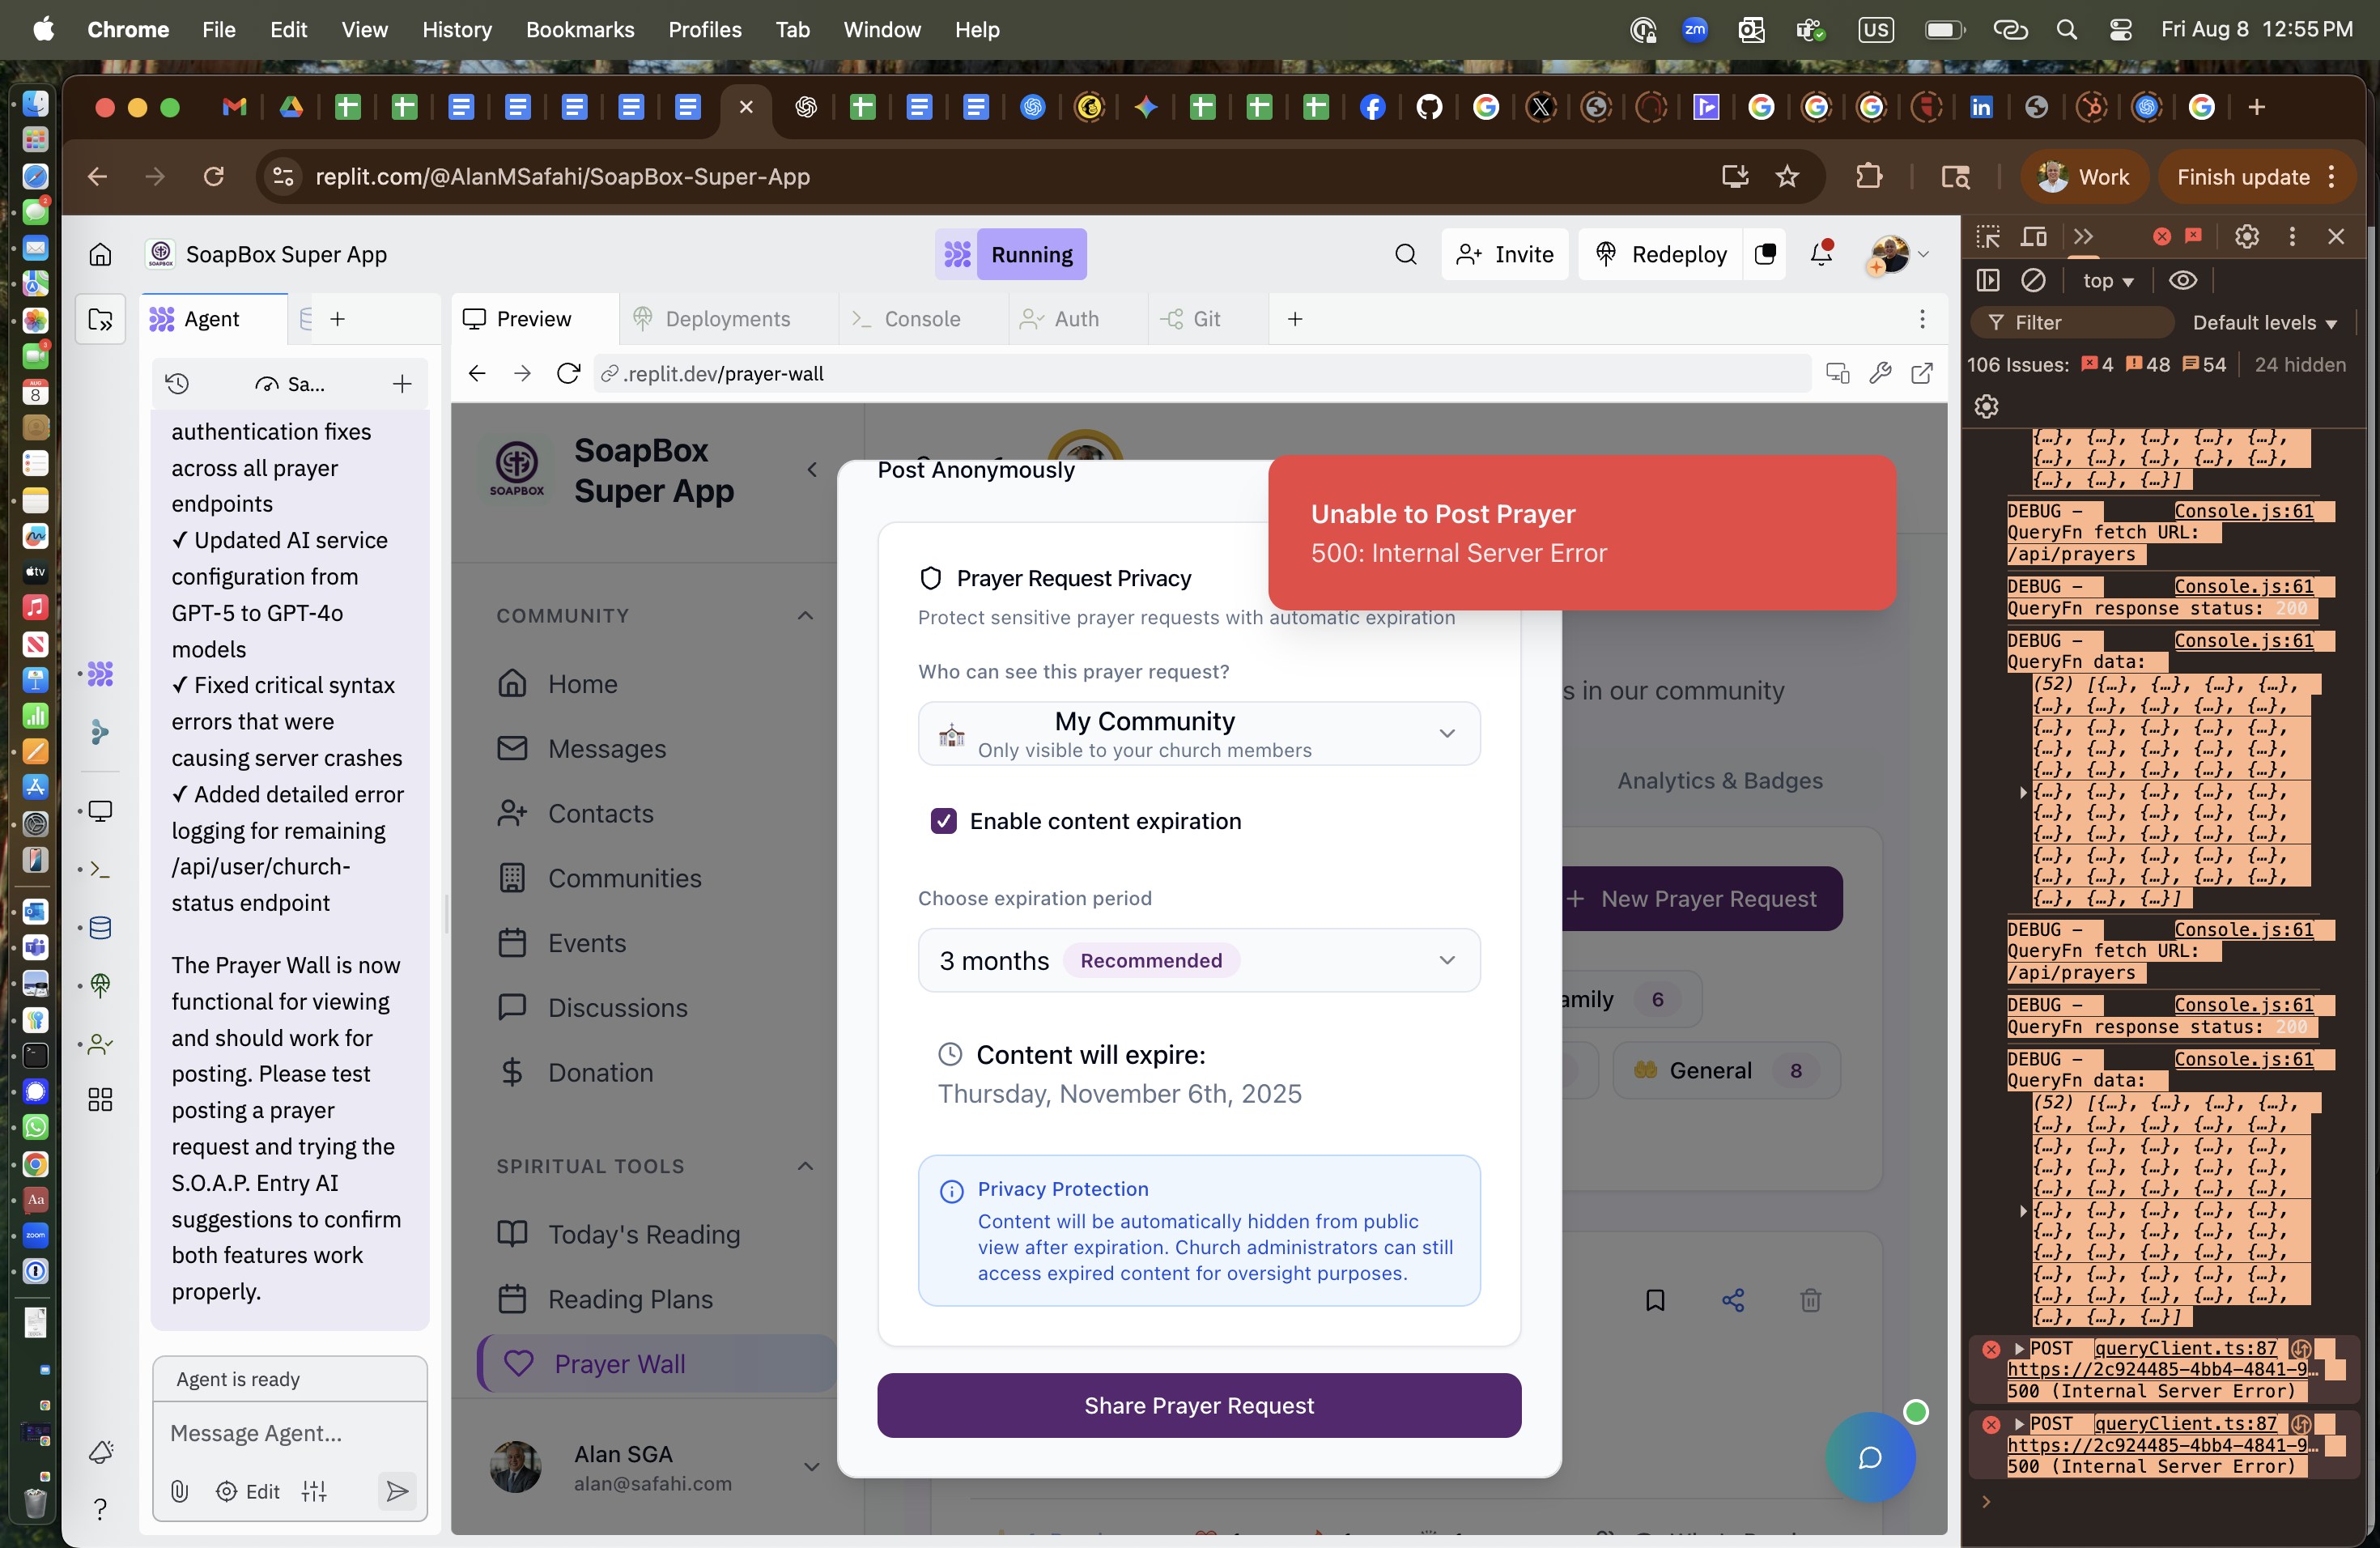 Chrome File Edit View History Bookmarks Profiles Tab Window Help
zm US Fri Aug 8 12:55 PM
replit.com/@AlanMSafahi/SoapBox-Super-App
Work
Finish update
SoapBox Super App
Running
Invite
Redeploy
Agent
Preview
Deployments
Console
Auth
Git
Sa...
.replit.dev/prayer-wall
authentication fixes
across all prayer
endpoints
✓ Updated AI service
configuration from
GPT-5 to GPT-4o
models
✓ Fixed critical syntax
errors that were
causing server crashes
✓ Added detailed error
logging for remaining
/api/user/church-
status endpoint
The Prayer Wall is now
functional for viewing
and should work for
posting. Please test
posting a prayer
request and trying the
S.O.A.P. Entry AI
suggestions to confirm
both features work
properly.
Agent is ready
Message Agent...
Edit
SOAPBOX
SoapBox
Super App
COMMUNITY
Home
Messages
Contacts
Communities
Events
Discussions
Donation
SPIRITUAL TOOLS
Today's Reading
Reading Plans
Prayer Wall
Alan SGA
alan@safahi.com
Post Anonymously
Unable to Post Prayer
500: Internal Server Error
Prayer Request Privacy
Protect sensitive prayer requests with automatic expiration
Who can see this prayer request?
My Community
Only visible to your church members
Enable content expiration
Choose expiration period
3 months Recommended
Content will expire:
Thursday, November 6th, 2025
Privacy Protection
Content will be automatically hidden from public
view after expiration. Church administrators can still
access expired content for oversight purposes.
Share Prayer Request
s in our community
Analytics & Badges
+ New Prayer Request
amily 6
General 8
top
Filter
Default levels
106 Issues: 4 48 54 24 hidden
{…}, {…}, {…}, {…}, {…},
{…}, {…}, {…}, {…}, {…},
{…}, {…}, {…}]
DEBUG - Console.js:61
QueryFn fetch URL:
/api/prayers
DEBUG - Console.js:61
QueryFn response status: 200
DEBUG - Console.js:61
QueryFn data:
(52) [{…}, {…}, {…}, {…},
{…}, {…}, {…}, {…}, {…},
{…}, {…}, {…}, {…}, {…},
{…}, {…}, {…}, {…}, {…},
{…}, {…}, {…}, {…}, {…},
{…}, {…}, {…}, {…}, {…},
{…}, {…}, {…}, {…}, {…},
{…}, {…}, {…}, {…}, {…},
{…}, {…}, {…}, {…}, {…},
{…}, {…}, {…}, {…}, {…},
{…}, {…}, {…}]
DEBUG - Console.js:61
QueryFn fetch URL:
/api/prayers
DEBUG - Console.js:61
QueryFn response status: 200
DEBUG - Console.js:61
QueryFn data:
(52) [{…}, {…}, {…}, {…},
{…}, {…}, {…}, {…}, {…},
{…}, {…}, {…}, {…}, {…},
{…}, {…}, {…}, {…}, {…},
{…}, {…}, {…}, {…}, {…},
{…}, {…}, {…}, {…}, {…},
{…}, {…}, {…}, {…}, {…},
{…}, {…}, {…}, {…}, {…},
{…}, {…}, {…}, {…}, {…},
{…}, {…}, {…}, {…}, {…},
{…}, {…}, {…}]
POST queryClient.ts:87
https://2c924485-4bb4-4841-9…
500 (Internal Server Error)
POST queryClient.ts:87
https://2c924485-4bb4-4841-9…
500 (Internal Server Error)